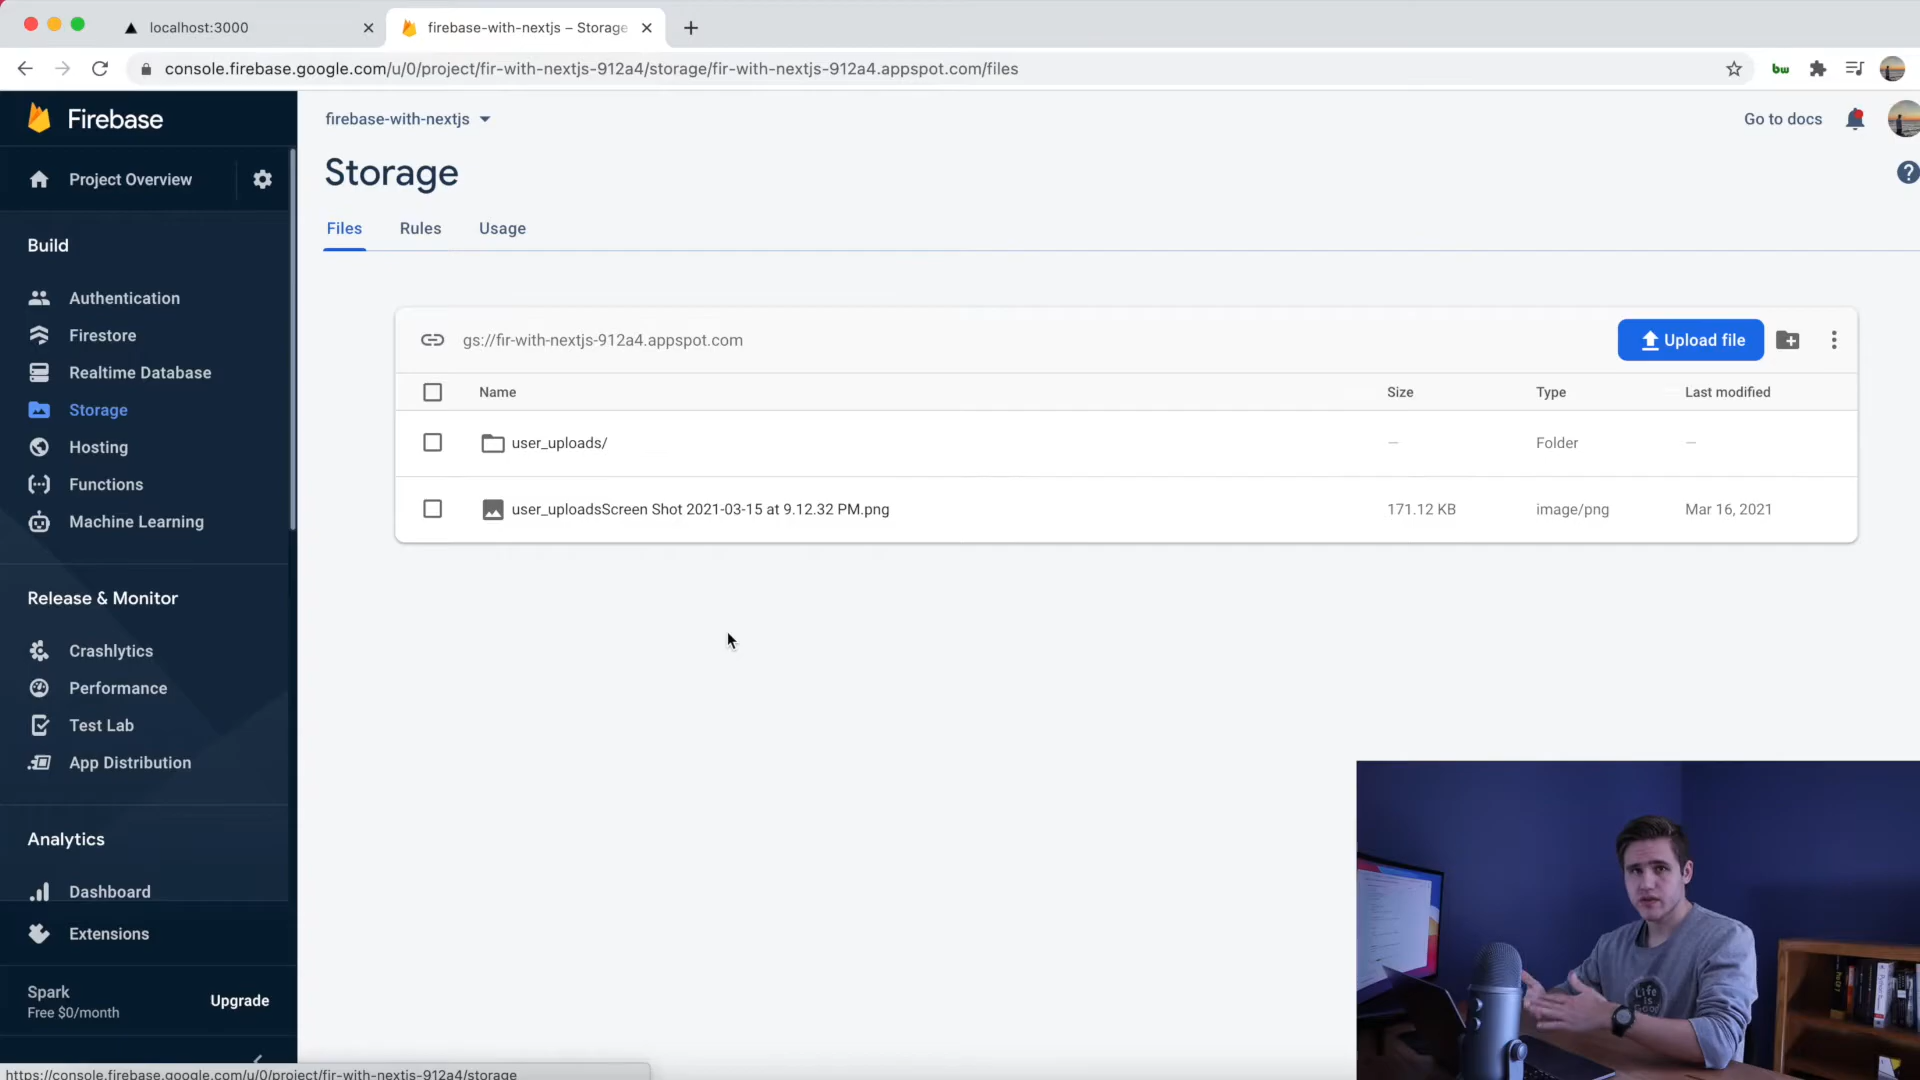 localhost:3000
firebase-with-nextjs – Storage
console.firebase.google.com/u/0/project/fir-with-nextjs-912a4/storage/fir-with-nextjs-912a4.appspot.com/files
bw
Firebase
firebase-with-nextjs
Go to docs
Project Overview
Storage
?
Files
Rules
Usage
Build
Authentication
Firestore
Realtime Database
Storage
Hosting
Functions
Machine Learning
gs://fir-with-nextjs-912a4.appspot.com
Upload file
Name
Size
Type
Last modified
user_uploads/
—
Folder
—
user_uploadsScreen Shot 2021-03-15 at 9.12.32 PM.png
171.12 KB
image/png
Mar 16, 2021
Release & Monitor
Crashlytics
Performance
Test Lab
App Distribution
Analytics
Dashboard
Extensions
Spark
Free $0/month
Upgrade
https://console.firebase.google.com/u/0/project/fir-with-nextjs-912a4/storage
Life
is
Good